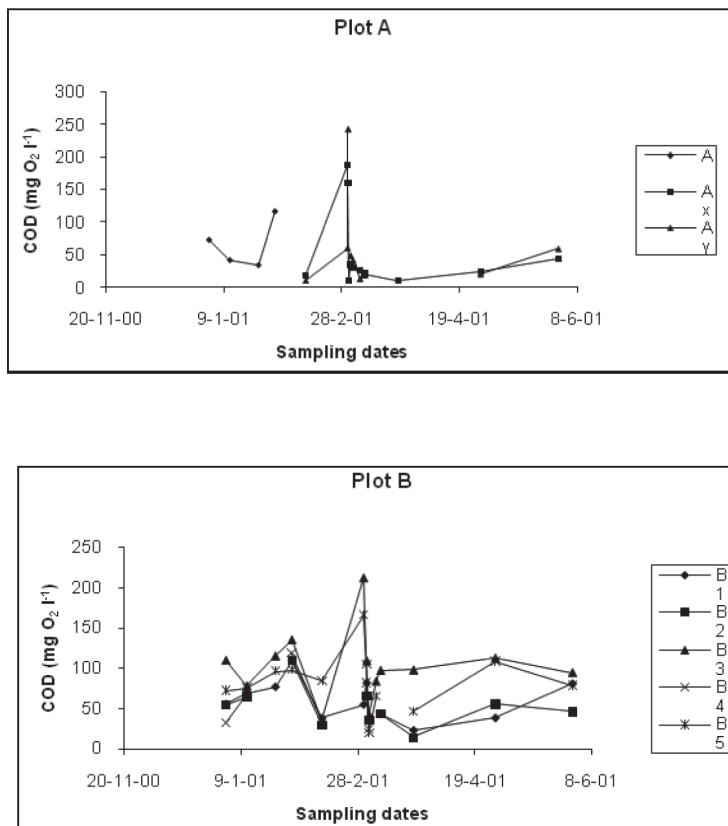 Plot A
300
250
200
150
100
50
0
COD (mg O₂ l⁻¹)
20-11-00 9-1-01 28-2-01 19-4-01 8-6-01
Sampling dates
A
A
x
A
y
Plot B
250
200
150
100
50
0
COD (mg O₂ l⁻¹)
20-11-00 9-1-01 28-2-01 19-4-01 8-6-01
Sampling dates
B
1
B
2
B
3
B
4
B
5